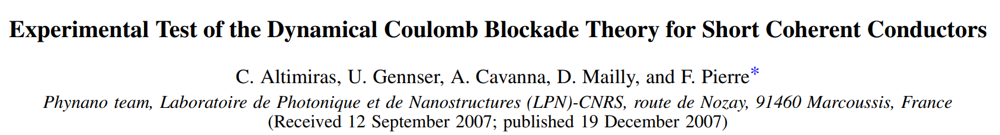 Experimental Test of the Dynamical Coulomb Blockade Theory for Short Coherent Conductors
C. Altimiras, U. Gennser, A. Cavanna, D. Mailly, and F. Pierre*
Phynano team, Laboratoire de Photonique et de Nanostructures (LPN)-CNRS, route de Nozay, 91460 Marcoussis, France
(Received 12 September 2007; published 19 December 2007)